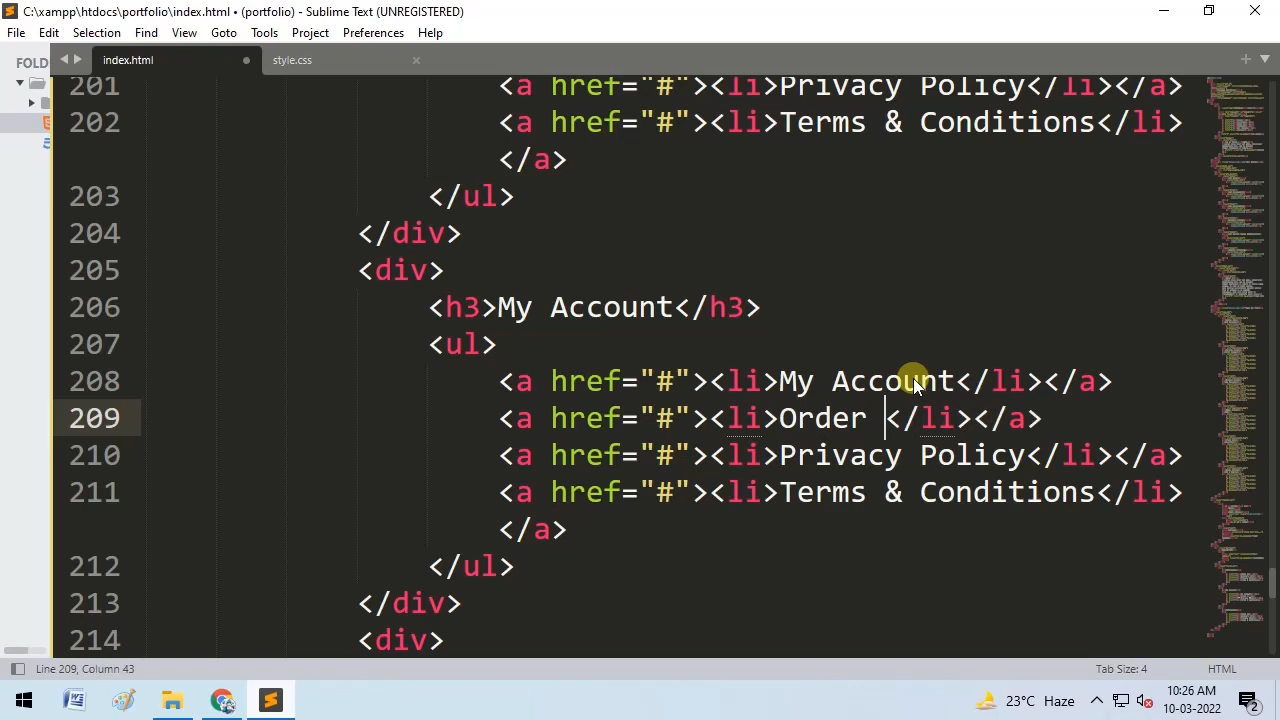 C:\xampp\htdocs\portfolio\index.html • (portfolio) - Sublime Text (UNREGISTERED)
File Edit Selection Find View Goto Tools Project Preferences Help
FOLD
index.html
style.css
201 <a href="#"><li>Privacy Policy</li></a>
202 <a href="#"><li>Terms & Conditions</li>
</a>
203 </ul>
204 </div>
205 <div>
206 <h3>My Account</h3>
207 <ul>
208 <a href="#"><li>My Account</li></a>
209 <a href="#"><li>Order </li></a>
210 <a href="#"><li>Privacy Policy</li></a>
211 <a href="#"><li>Terms & Conditions</li>
</a>
212 </ul>
213 </div>
214 <div>
Line 209, Column 43
Tab Size: 4
HTML
23°C Haze
10:26 AM
10-03-2022
2